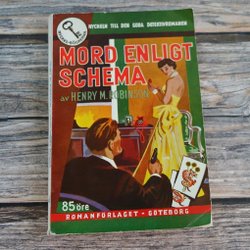 NYCKELN TILL DEN GODA DETEKTIVROMANEN
MORD ENLIGT
SCHEMA
av HENRY M. ROBINSON
85 öre
ROMANFÖRLAGET - GÖTEBORG